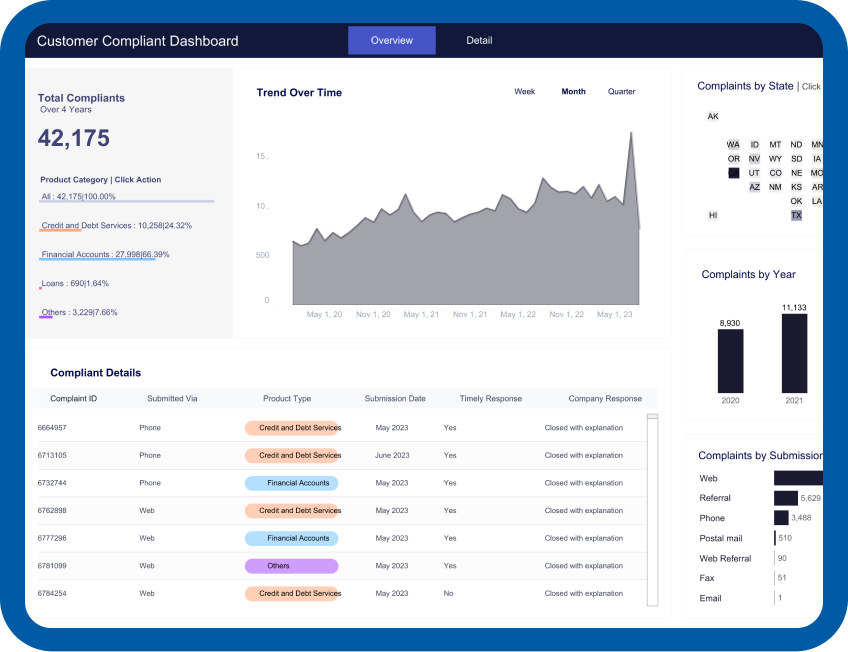 Customer Compliant Dashboard
Overview
Detail
Total Compliants
Over 4 Years
42,175
Product Category | Click Action
All : 42,175|100.00%
Credit and Debt Services : 10,258|24.32%
Financial Accounts : 27,998|66.39%
Loans : 690|1.64%
Others : 3,229|7.66%
Trend Over Time
Week Month Quarter
15..
10..
500
0
May 1, 20 Nov 1, 20 May 1, 21 Nov 1, 21 May 1, 22 Nov 1, 22 May 1, 23
Complaints by State | Click
AK
WA ID MT ND MN
OR NV WY SD IA
UT CO NE MO
AZ NM KS AR
OK LA
HI TX
Complaints by Year
8,930
11,133
2020 2021
Compliant Details
Complaint ID Submitted Via Product Type Submission Date Timely Response Company Response
6664957 Phone Credit and Debt Services May 2023 Yes Closed with explanation
6713105 Phone Credit and Debt Services June 2023 Yes Closed with explanation
6732744 Phone Financial Accounts May 2023 Yes Closed with explanation
6762898 Web Credit and Debt Services May 2023 Yes Closed with explanation
6777296 Web Financial Accounts May 2023 Yes Closed with explanation
6781099 Web Others May 2023 Yes Closed with explanation
6784254 Web Credit and Debt Services May 2023 No Closed with explanation
Complaints by Submission
Web
Referral 5,629
Phone 3,488
Postal mail 510
Web Referral 90
Fax 51
Email 1